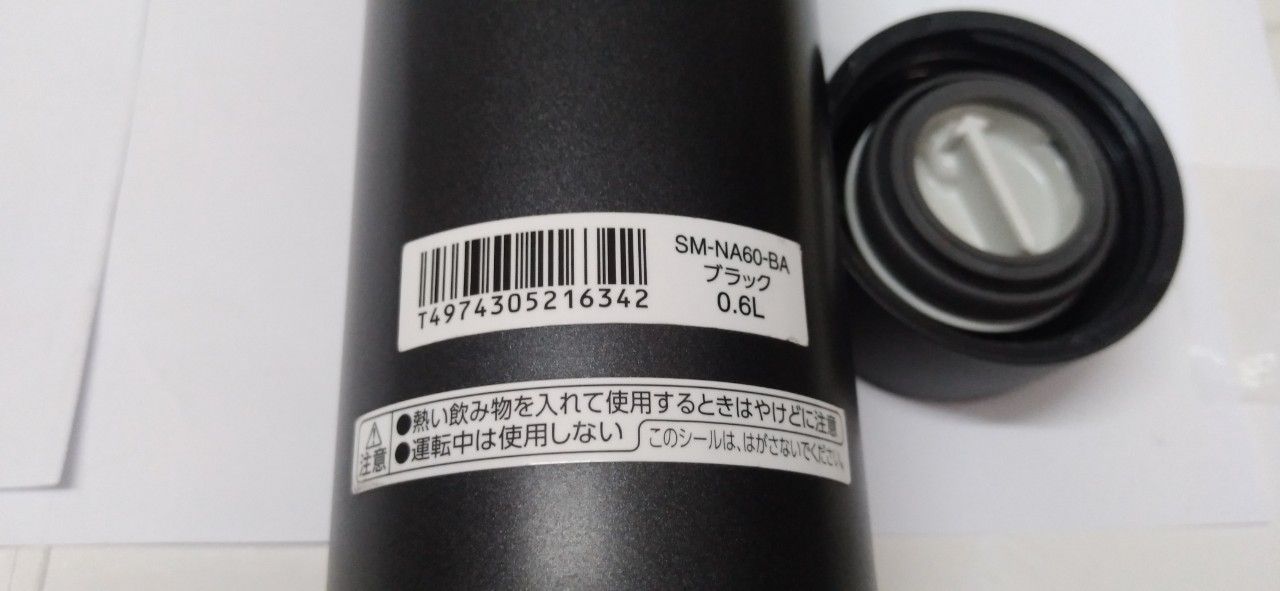 SM-NA60-BA
ブラック
0.6L
T4974305216342
注意
●熱い飲み物を入れて使用するときはやけどに注意
●運転中は使用しない
このシールは、はがさないでください。